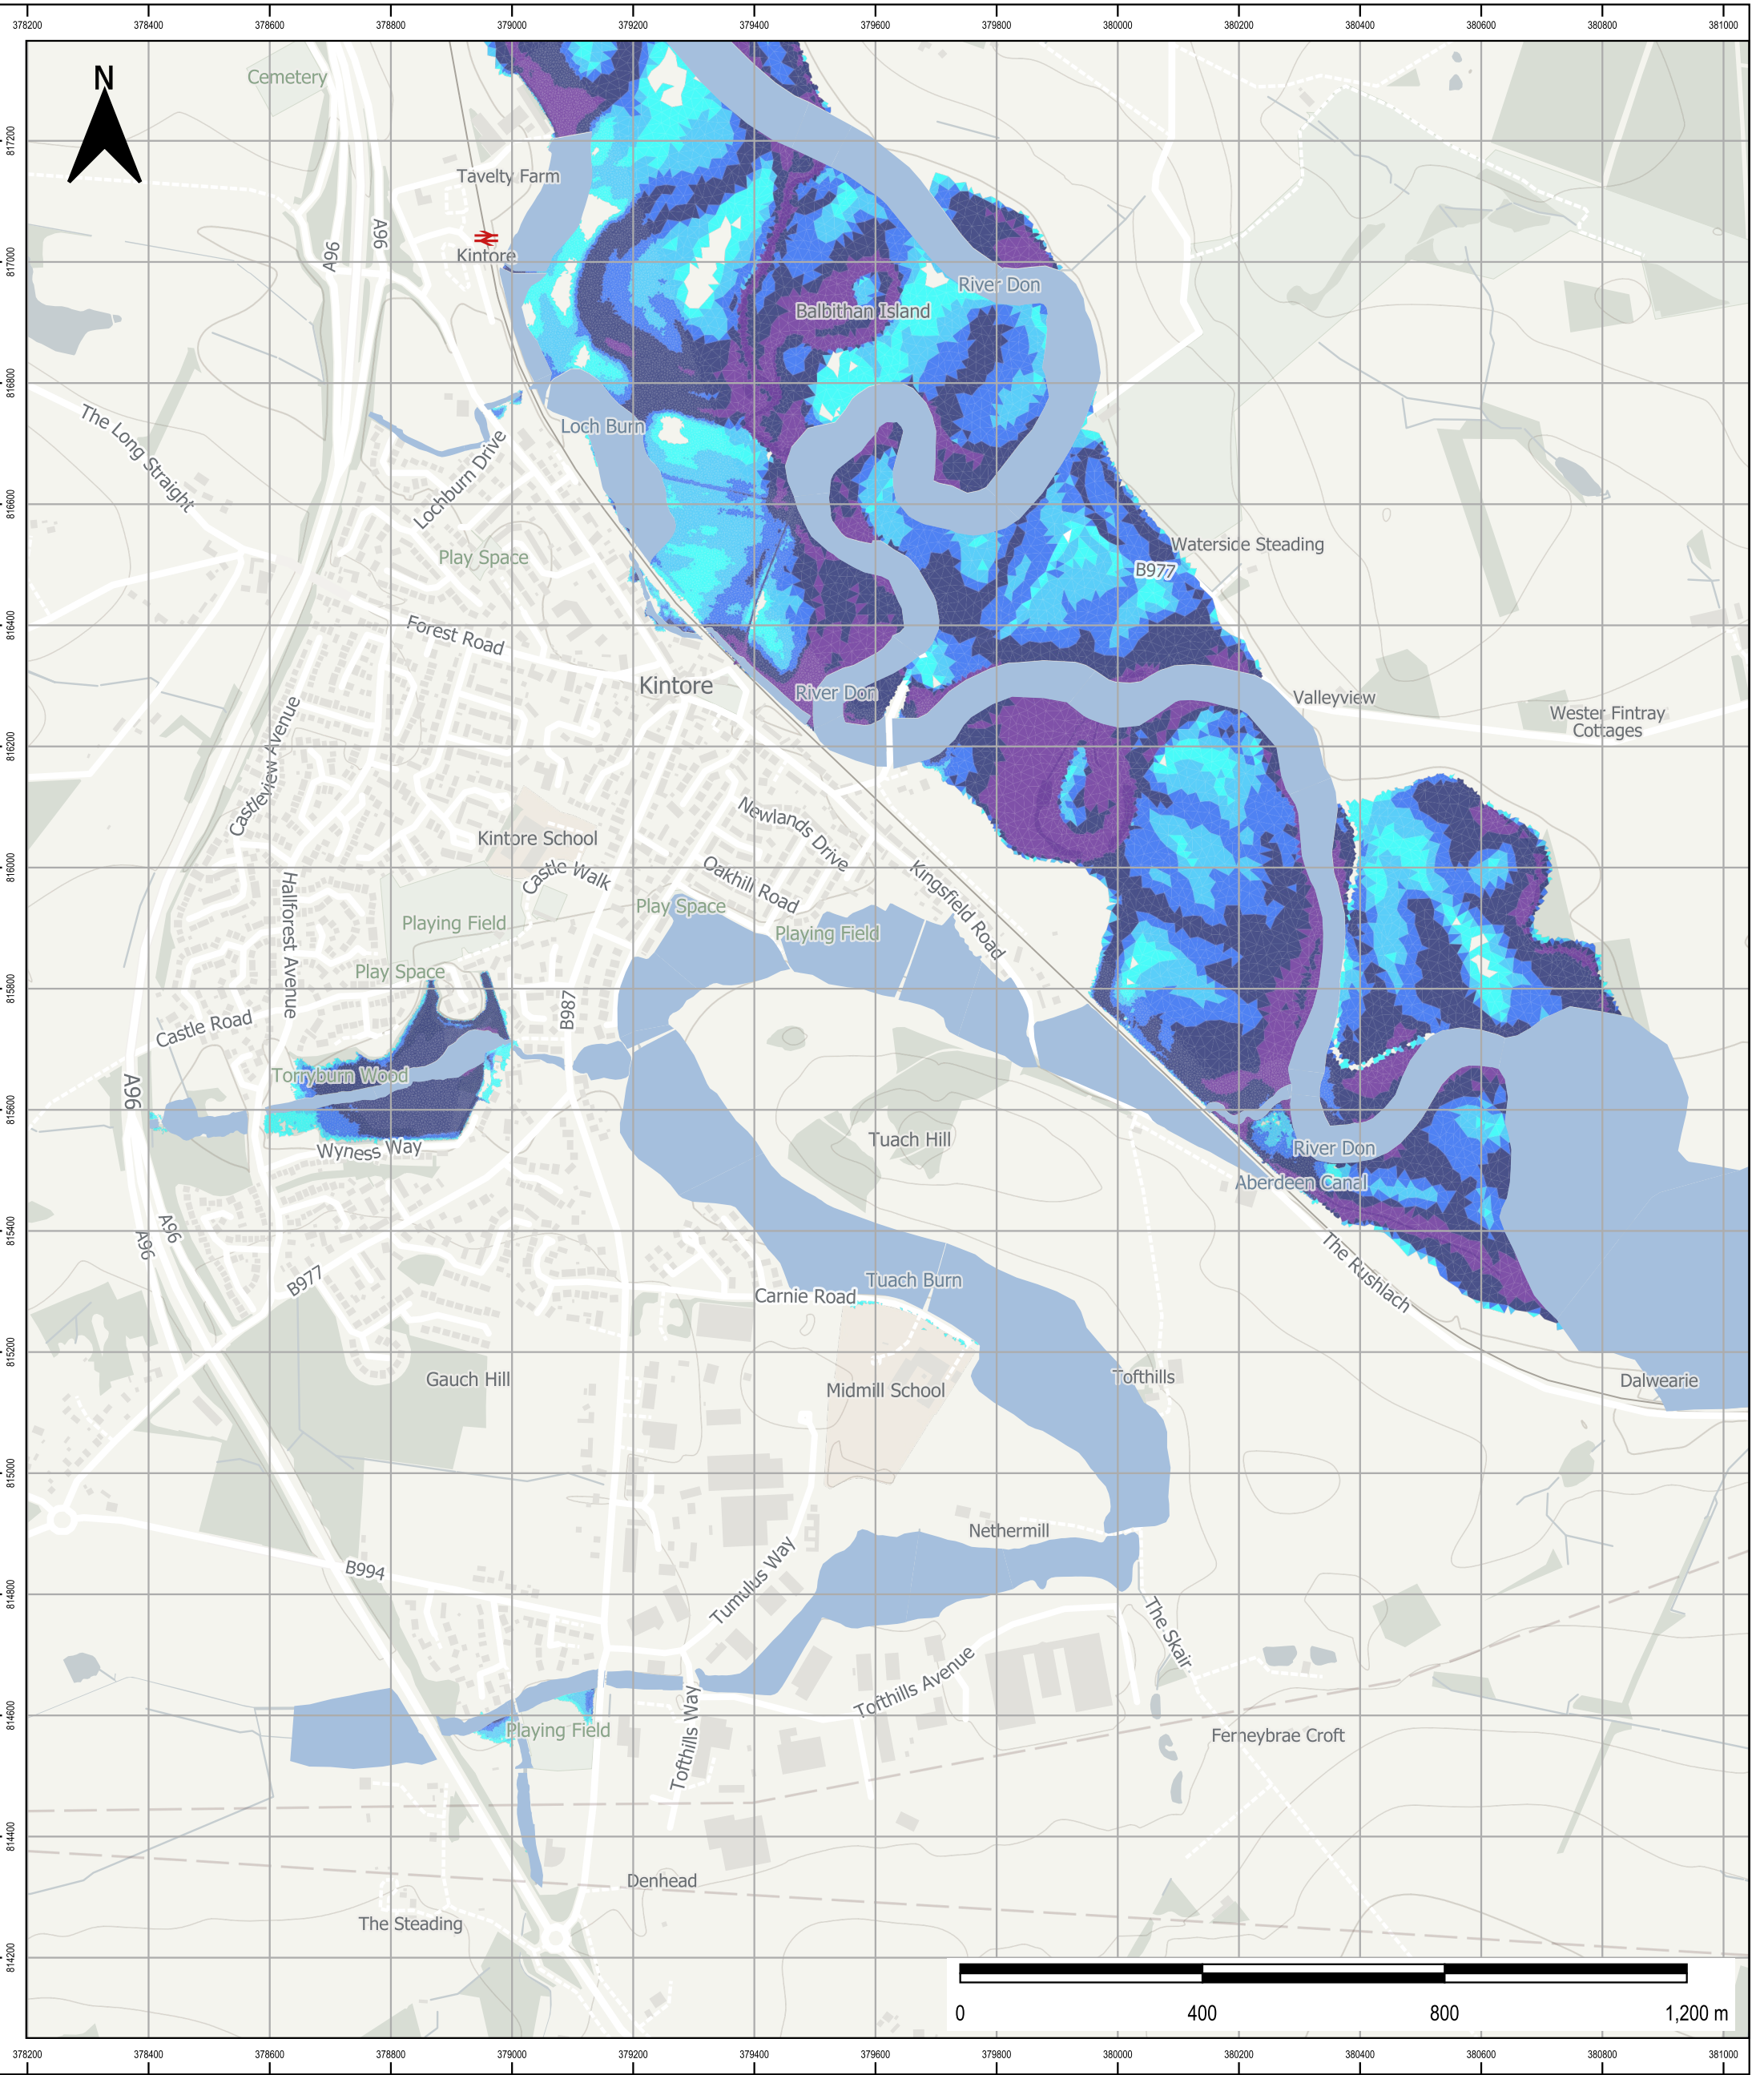 378200 378400 378600 378800 379000 379200 379400 379600 379800 380000 380200 380400 380600 380800 381000
N
Cemetery
817200
Tavelty Farm
A96
A96
Kintore
817000
River Don
Balbithan Island
816800
The Long Straight
Loch Burn
Lochburn Drive
816600
Play Space
Waterside Steading
B977
816400
Forest Road
Kintore
River Don
Valleyview
Wester Fintray
Cottages
816200
Castleview Avenue
Newlands Drive
Kintore School
816000
Castle Walk
Oakhill Road
Kingsfield Road
Hallforest Avenue
Play Space
Playing Field
Playing Field
Play Space
815800
B987
Castle Road
Torryburn Wood
A96
815600
Wyness Way
Tuach Hill
River Don
Aberdeen Canal
815400
A96
A96
The Rushlach
B977
Tuach Burn
Carnie Road
815200
Gauch Hill
Midmill School
Tofthills
Dalwearie
815000
Nethermill
B994
Tumulus Way
814800
The Skair
Tofthills Avenue
814600
Playing Field
Tofthills Way
Ferneybrae Croft
814400
Denhead
The Steading
814200
0 400 800 1,200 m
378200 378400 378600 378800 379000 379200 379400 379600 379800 380000 380200 380400 380600 380800 381000